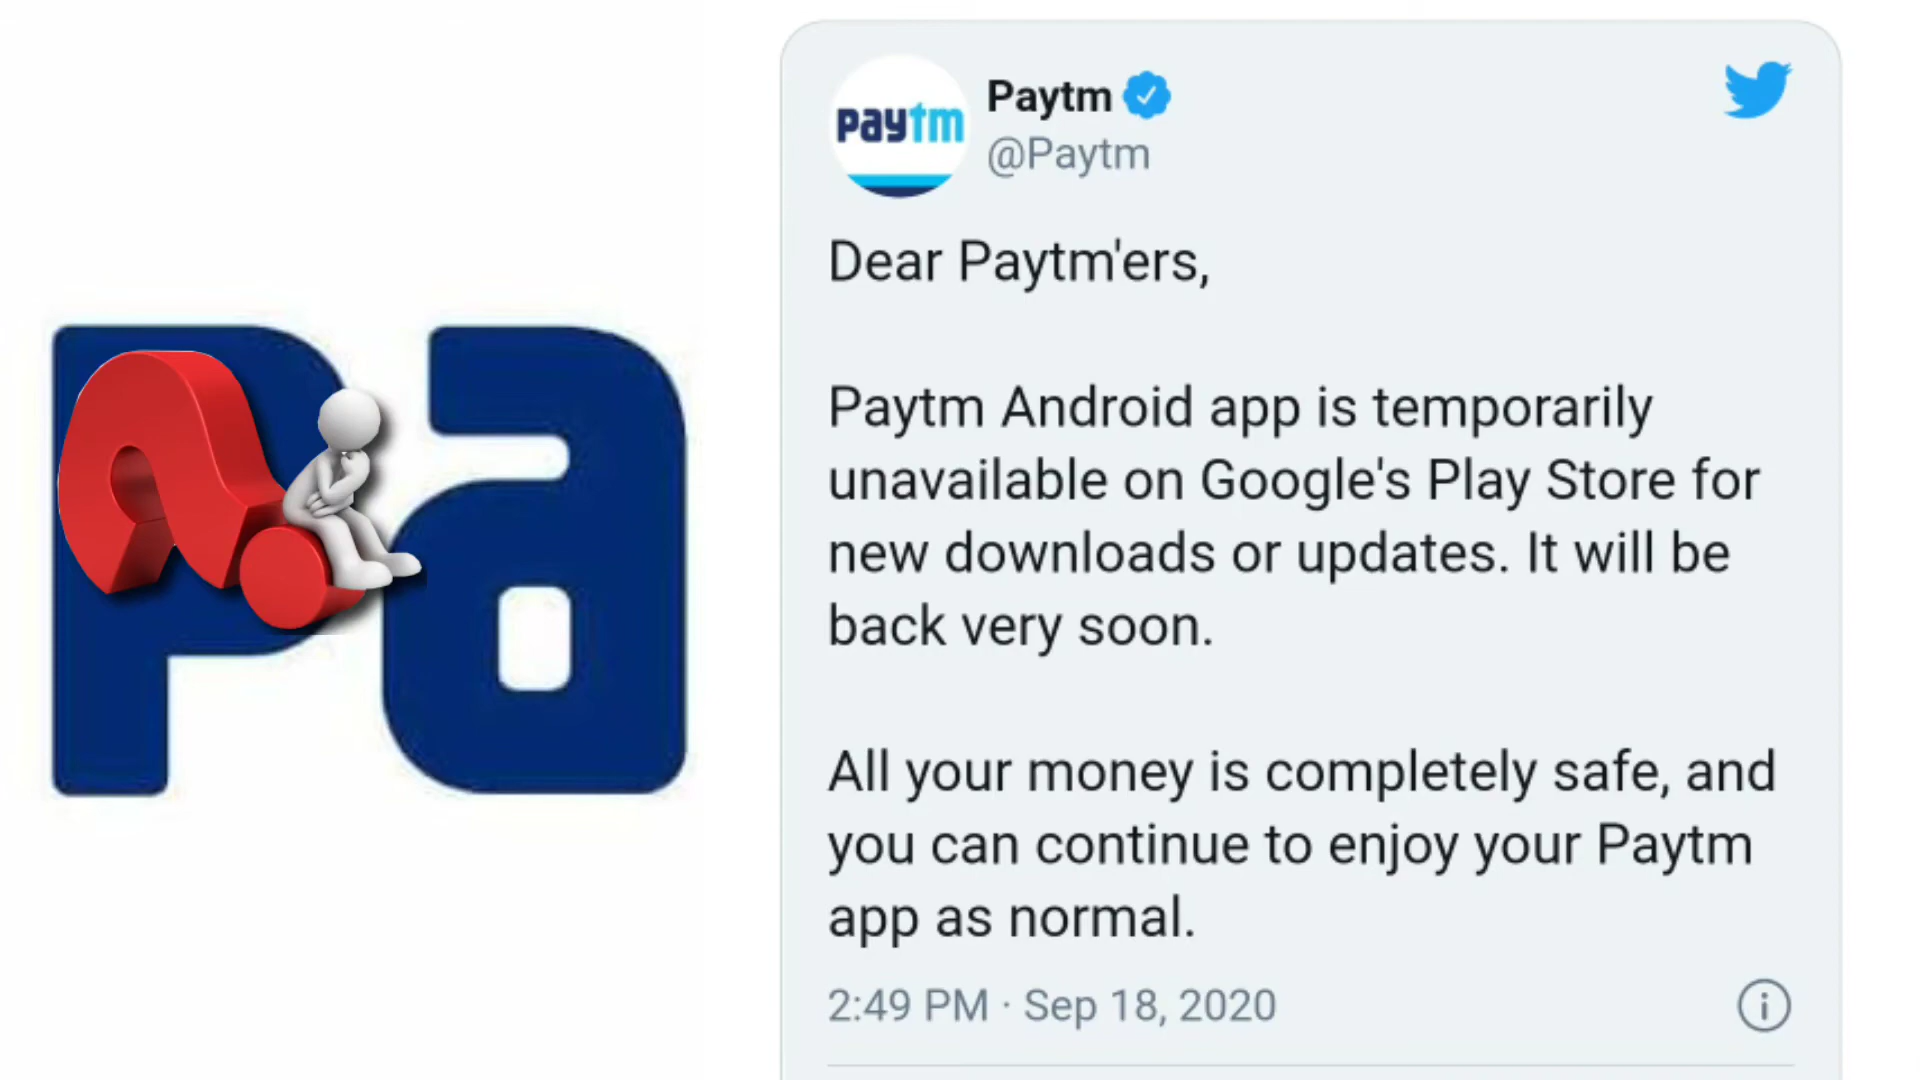 Pa
paytm
Paytm
@Paytm
Dear Paytm'ers,
Paytm Android app is temporarily
unavailable on Google's Play Store for
new downloads or updates. It will be
back very soon.
All your money is completely safe, and
you can continue to enjoy your Paytm
app as normal.
2:49 PM · Sep 18, 2020